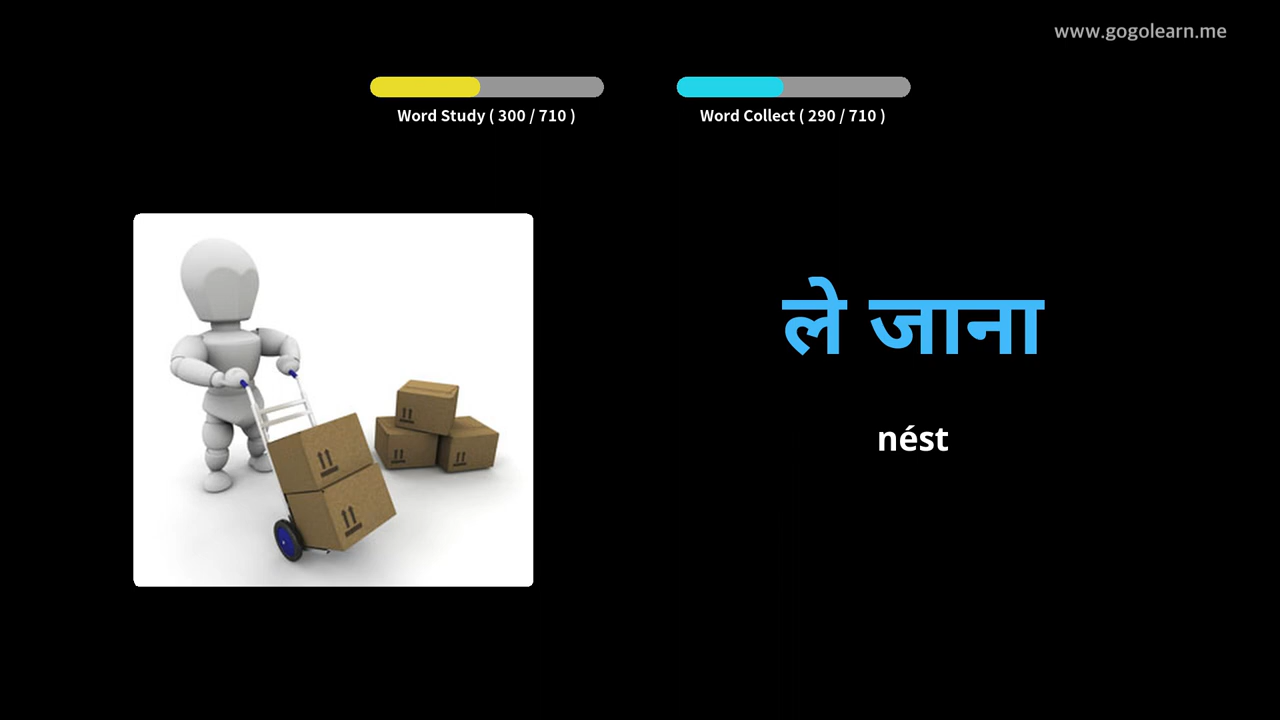 www.gogolearn.me
Word Study ( 300 / 710 )
Word Collect ( 290 / 710 )
ले जाना
nést